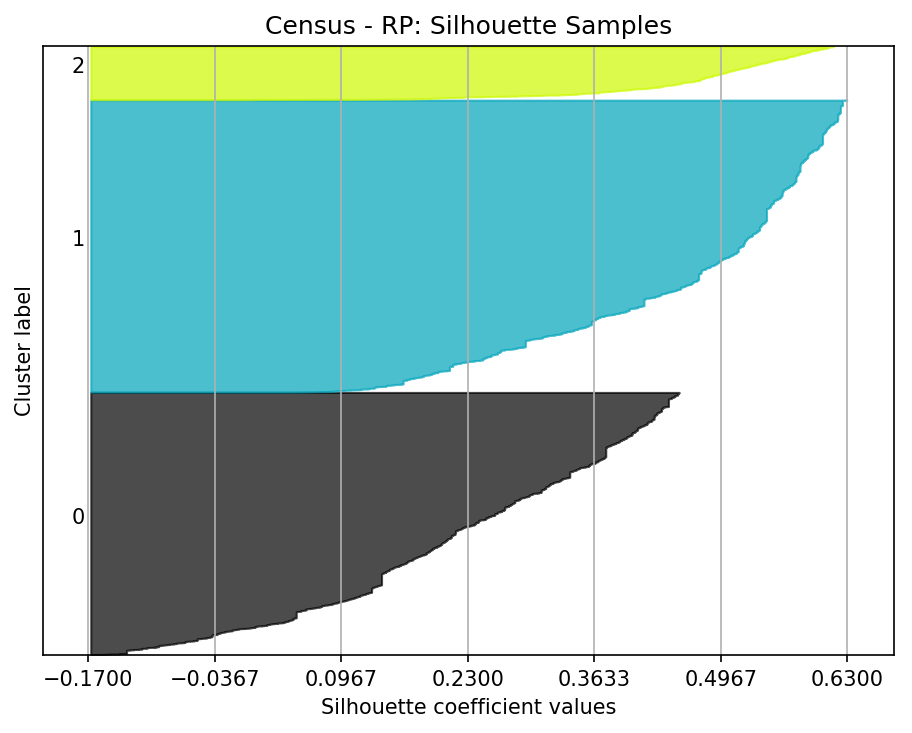 Census - RP: Silhouette Samples
2
1
0
Cluster label
−0.1700 −0.0367 0.0967 0.2300 0.3633 0.4967 0.6300
Silhouette coefficient values